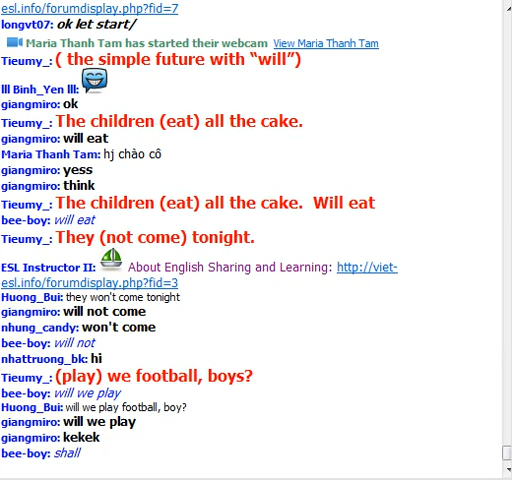 esl.info/forumdisplay.php?fid=7
longvt07: ok let start/
Maria Thanh Tam has started their webcam View Maria Thanh Tam
Tieumy_: ( the simple future with “will”)
lll Binh_Yen lll:
giangmiro: ok
Tieumy_: The children (eat) all the cake.
giangmiro: will eat
Maria Thanh Tam: hj chào cô
giangmiro: yess
giangmiro: think
Tieumy_: The children (eat) all the cake. Will eat
bee-boy: will eat
Tieumy_: They (not come) tonight.
ESL Instructor II: About English Sharing and Learning: http://viet-
esl.info/forumdisplay.php?fid=3
Huong_Bui: they won't come tonight
giangmiro: will not come
nhung_candy: won't come
bee-boy: will not
nhattruong_bk: hi
Tieumy_: (play) we football, boys?
bee-boy: will we play
Huong_Bui: will we play football, boy?
giangmiro: will we play
giangmiro: kekek
bee-boy: shall